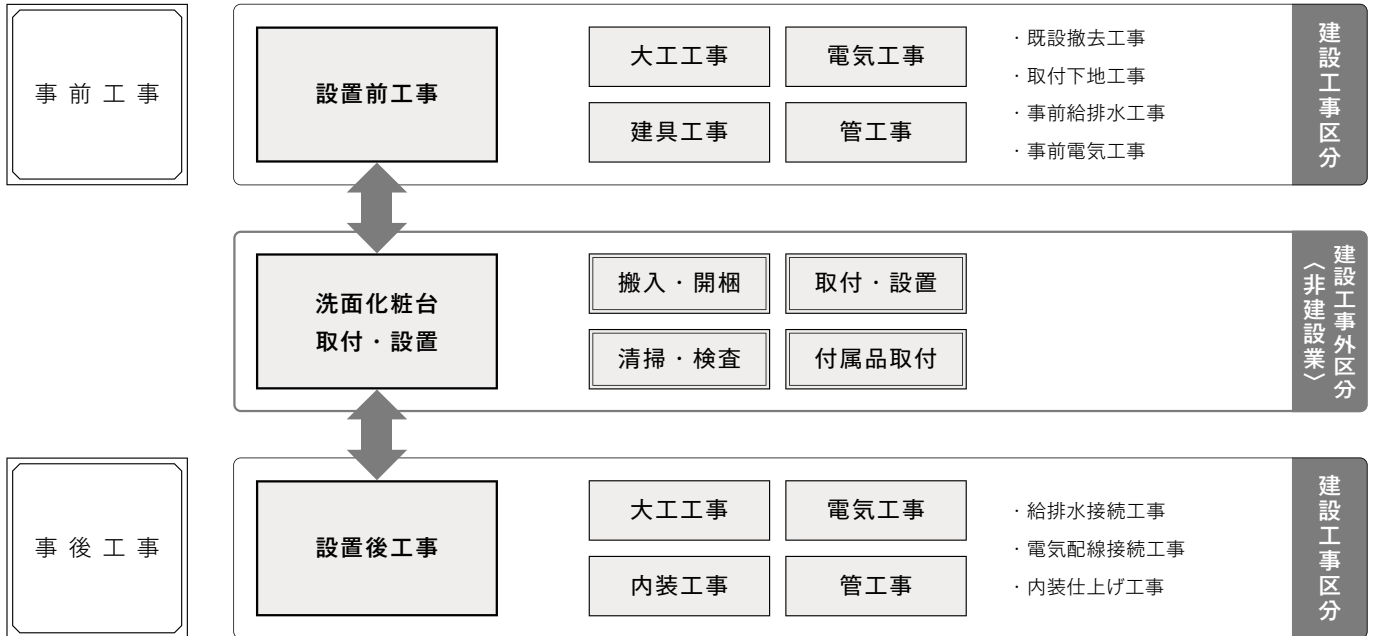 事前工事
設置前工事
大工工事
電気工事
建具工事
管工事
・既設撤去工事
・取付下地工事
・事前給排水工事
・事前電気工事
建設工事区分
洗面化粧台
取付・設置
搬入・開梱
取付・設置
清掃・検査
付属品取付
建設工事外区分
〈非建設業〉
事後工事
設置後工事
大工工事
電気工事
内装工事
管工事
・給排水接続工事
・電気配線接続工事
・内装仕上げ工事
建設工事区分